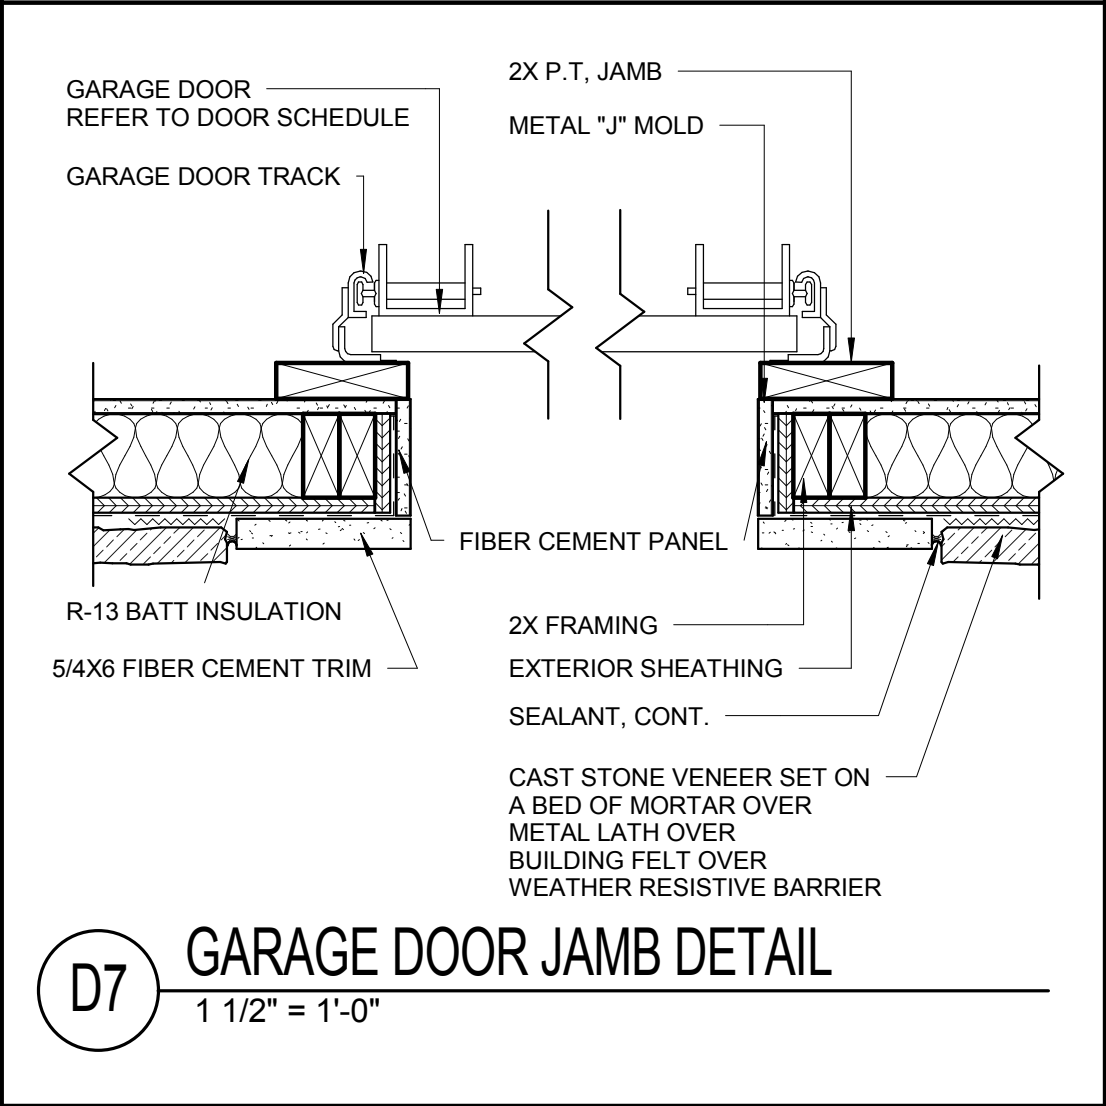 GARAGE DOOR
REFER TO DOOR SCHEDULE
GARAGE DOOR TRACK
2X P.T, JAMB
METAL "J" MOLD
FIBER CEMENT PANEL
R-13 BATT INSULATION
5/4X6 FIBER CEMENT TRIM
2X FRAMING
EXTERIOR SHEATHING
SEALANT, CONT.
CAST STONE VENEER SET ON
A BED OF MORTAR OVER
METAL LATH OVER
BUILDING FELT OVER
WEATHER RESISTIVE BARRIER
D7
GARAGE DOOR JAMB DETAIL
1 1/2" = 1'-0"